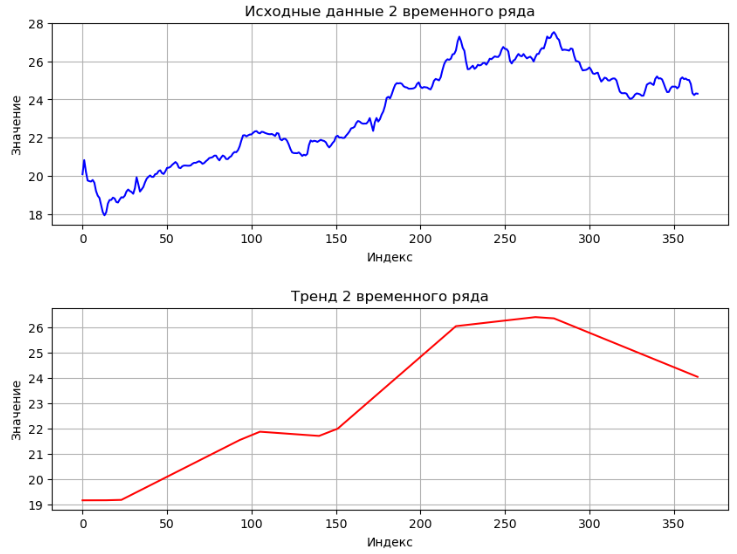 Исходные данные 2 временного ряда
28
26
24
22
20
18
Значение
0 50 100 150 200 250 300 350
Индекс
Тренд 2 временного ряда
26
25
24
23
22
21
20
19
Значение
0 50 100 150 200 250 300 350
Индекс